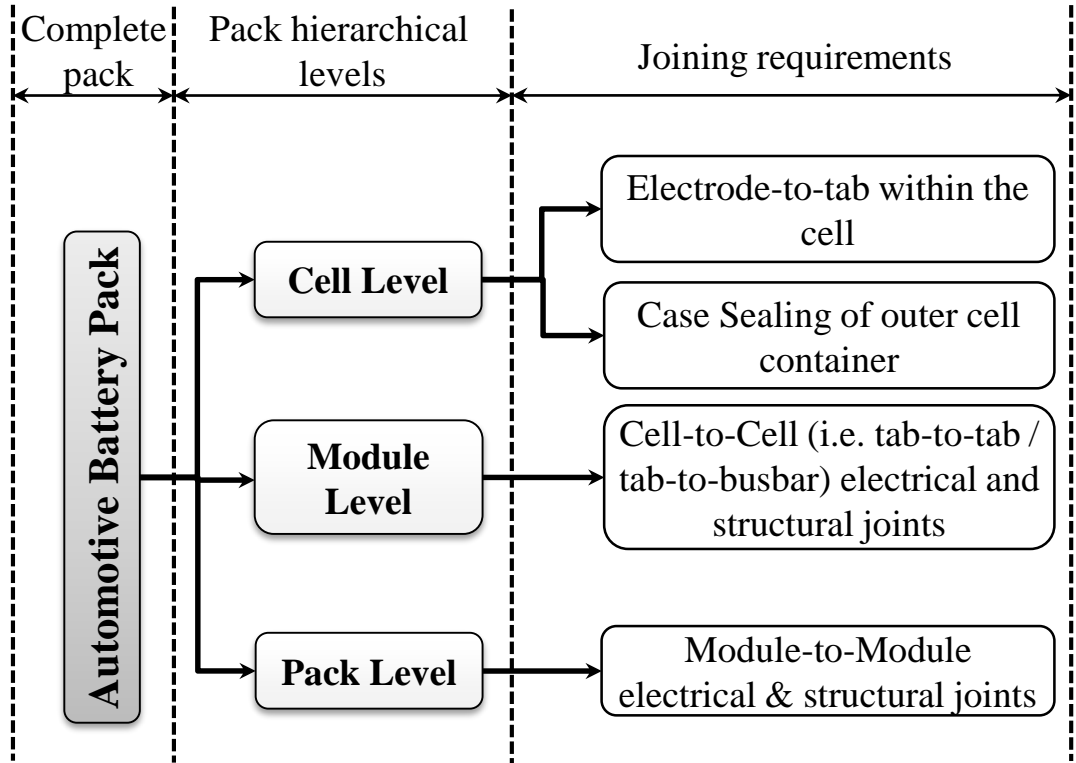 Complete
pack
Pack hierarchical
levels
Joining requirements
Automotive Battery Pack
Cell Level
Electrode-to-tab within the
cell
Case Sealing of outer cell
container
Module
Level
Cell-to-Cell (i.e. tab-to-tab /
tab-to-busbar) electrical and
structural joints
Pack Level
Module-to-Module
electrical & structural joints